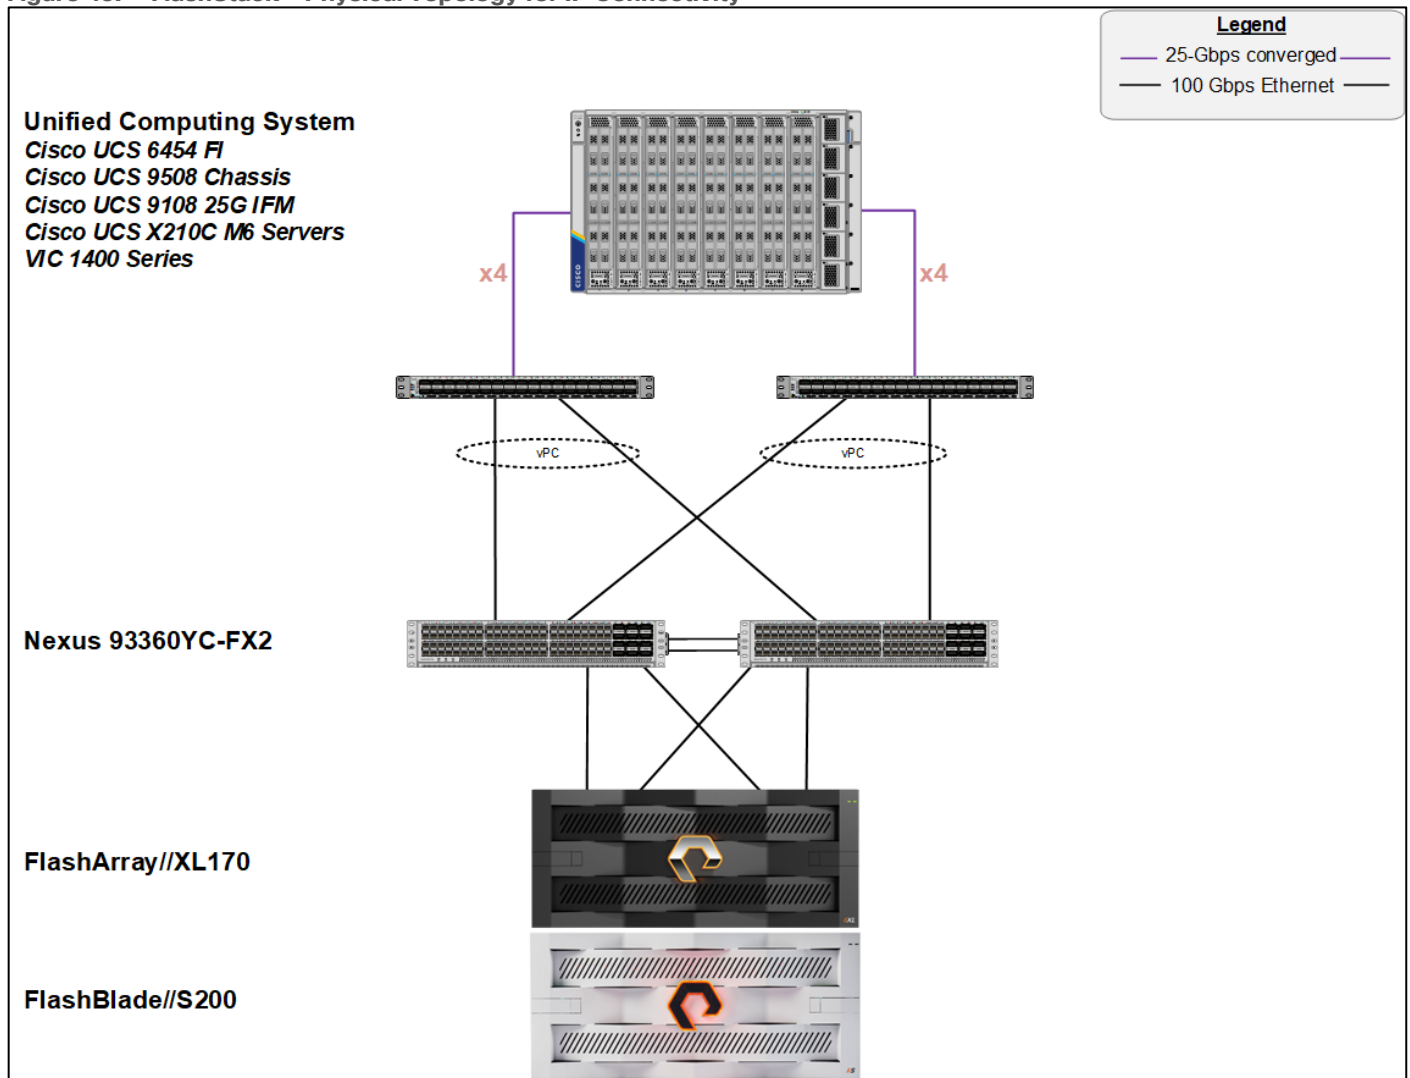 Legend
25-Gbps converged
100 Gbps Ethernet
Unified Computing System
Cisco UCS 6454 FI
Cisco UCS 9508 Chassis
Cisco UCS 9108 25G IFM
Cisco UCS X210C M6 Servers
VIC 1400 Series
x4
x4
CISCO
vPC
vPC
Nexus 93360YC-FX2
FlashArray//XL170
FlashBlade//S200